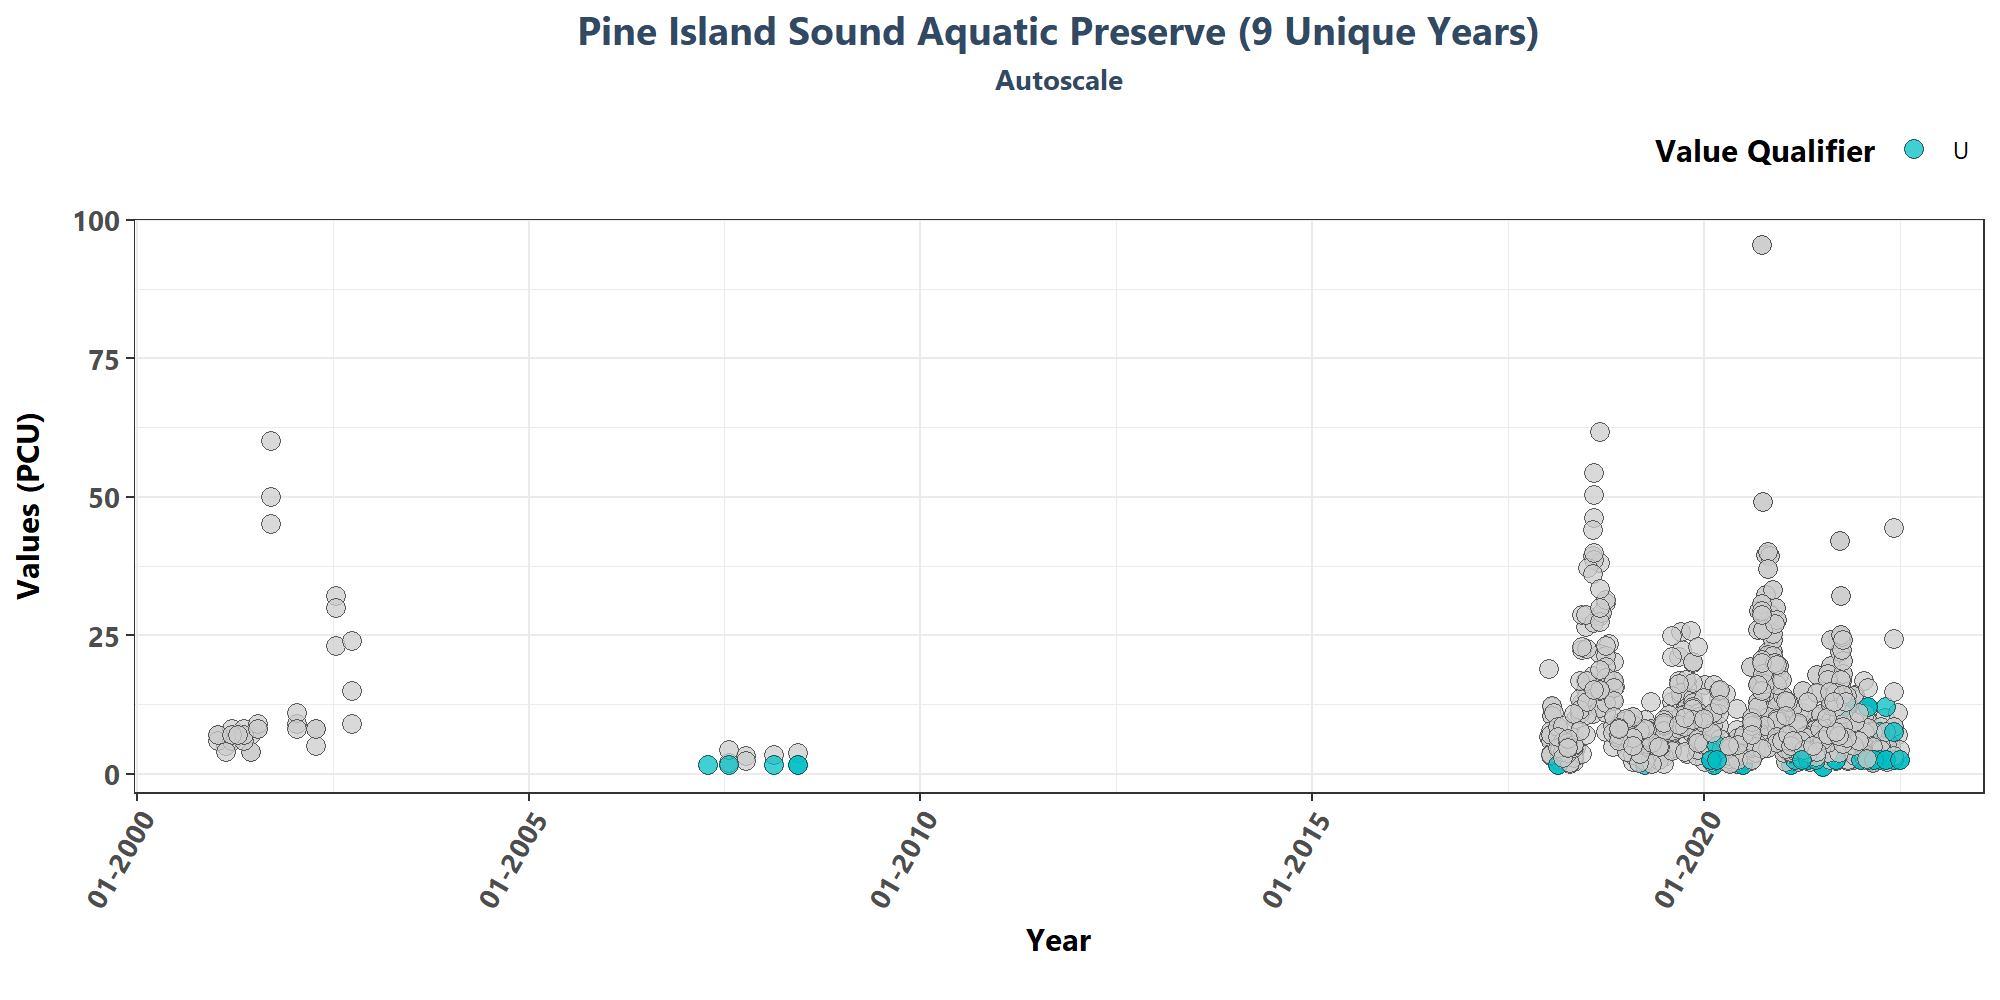 Pine Island Sound Aquatic Preserve (9 Unique Years)
Autoscale
Value Qualifier U
100
75
50
25
0
Values (PCU)
01-2000
01-2005
01-2010
01-2015
01-2020
Year